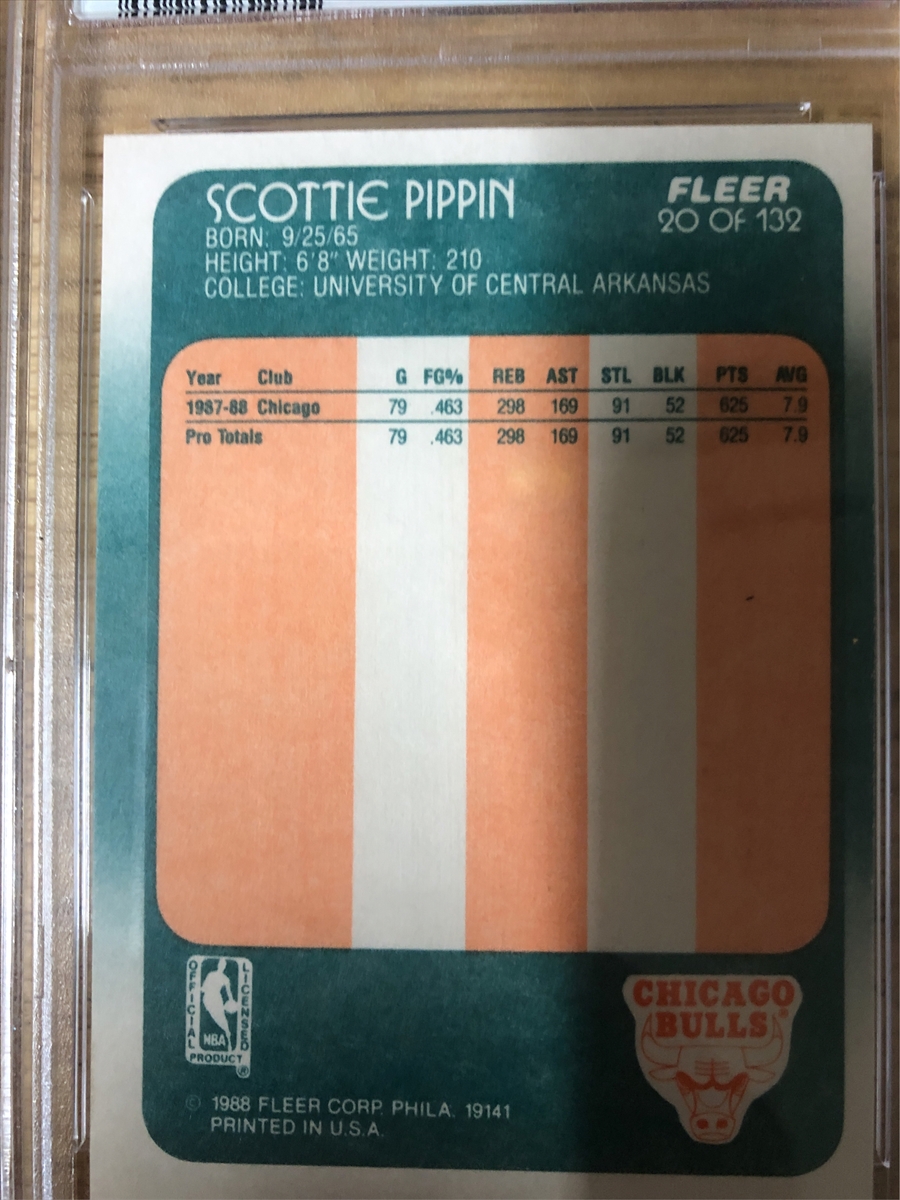 SCOTTIE PIPPIN
FLEER
20 OF 132
BORN: 9/25/65
HEIGHT: 6'8" WEIGHT: 210
COLLEGE: UNIVERSITY OF CENTRAL ARKANSAS
Year Club G FG% REB AST STL BLK PTS AVG
1987-88 Chicago 79 .463 298 169 91 52 625 7.9
Pro Totals 79 .463 298 169 91 52 625 7.9
OFFICIAL LICENSED
NBA
PRODUCT
®
CHICAGO
BULLS®
© 1988 FLEER CORP. PHILA. 19141
PRINTED IN U.S.A.